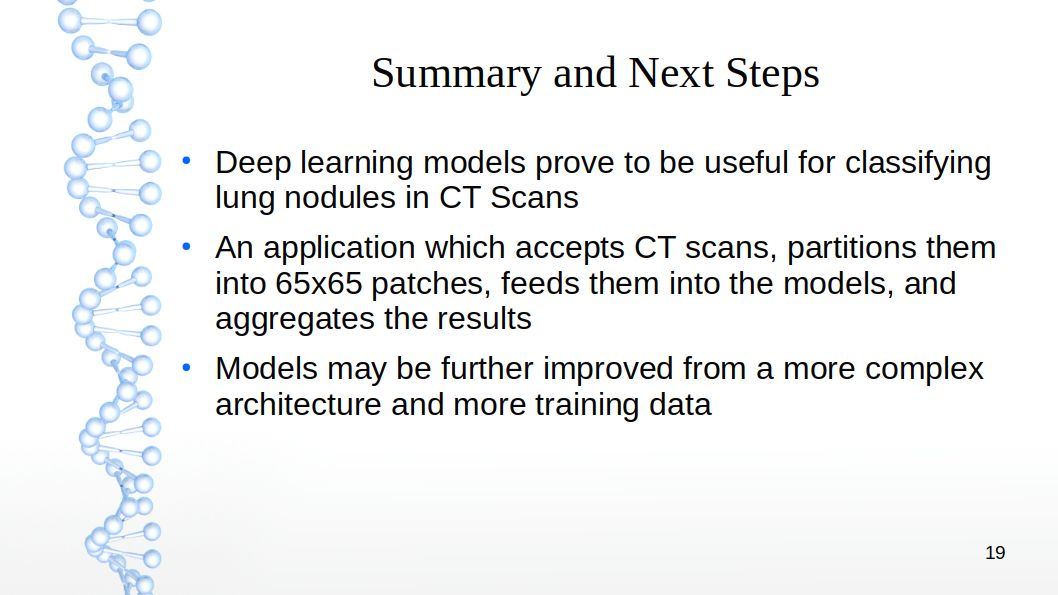 Summary and Next Steps
• Deep learning models prove to be useful for classifying
lung nodules in CT Scans
• An application which accepts CT scans, partitions them
into 65x65 patches, feeds them into the models, and
aggregates the results
• Models may be further improved from a more complex
architecture and more training data
19